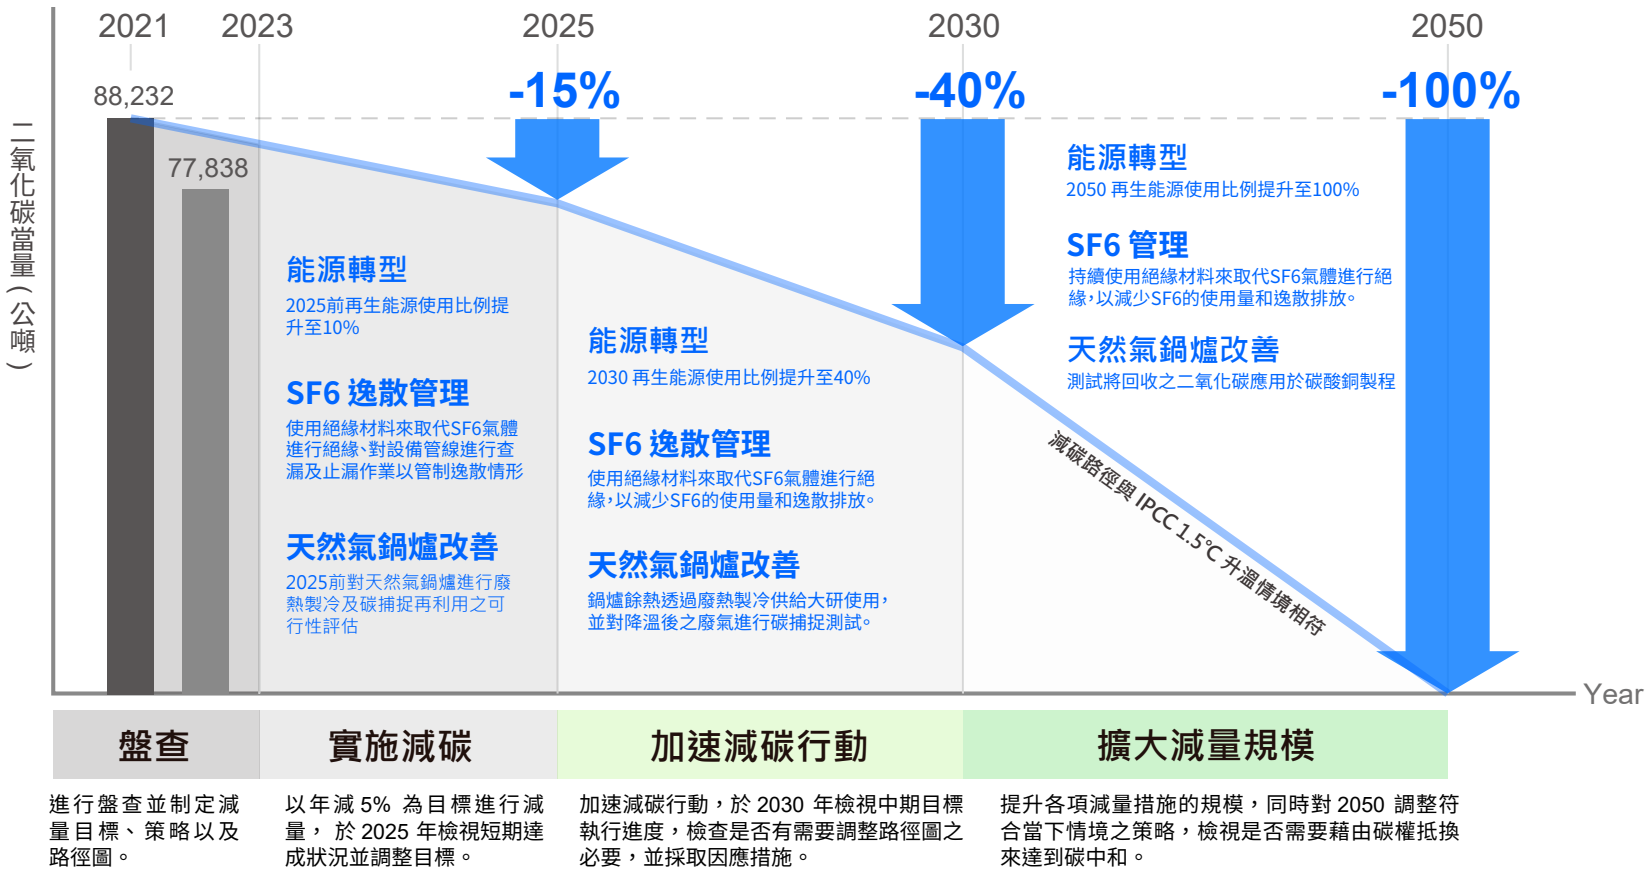 2021
2023
2025
2030
2050
-15%
-40%
-100%
88,232
77,838
二氧化碳當量(公噸)
能源轉型
2025前再生能源使用比例提
升至10%
SF6 逸散管理
使用絕緣材料來取代SF6氣體
進行絕緣、對設備管線進行查
漏及止漏作業以管制逸散情形
天然氣鍋爐改善
2025前對天然氣鍋爐進行廢
熱製冷及碳捕捉再利用之可
行性評估
能源轉型
2030 再生能源使用比例提升至40%
SF6 逸散管理
使用絕緣材料來取代SF6氣體進行絕
緣,以減少SF6的使用量和逸散排放。
天然氣鍋爐改善
鍋爐餘熱透過廢熱製冷供給大研使用,
並對降溫後之廢氣進行碳捕捉測試。
能源轉型
2050 再生能源使用比例提升至100%
SF6 管理
持續使用絕緣材料來取代SF6氣體進行絕
緣,以減少SF6的使用量和逸散排放。
天然氣鍋爐改善
測試將回收之二氧化碳應用於碳酸銅製程
減碳路徑與 IPCC 1.5℃ 升溫情境相符
Year
盤查
實施減碳
加速減碳行動
擴大減量規模
進行盤查並制定減
量目標、策略以及
路徑圖。
以年減 5% 為目標進行減
量， 於 2025 年檢視短期達
成狀況並調整目標。
加速減碳行動，於 2030 年檢視中期目標
執行進度，檢查是否有需要調整路徑圖之
必要，並採取因應措施。
提升各項減量措施的規模，同時對 2050 調整符
合當下情境之策略，檢視是否需要藉由碳權抵換
來達到碳中和。